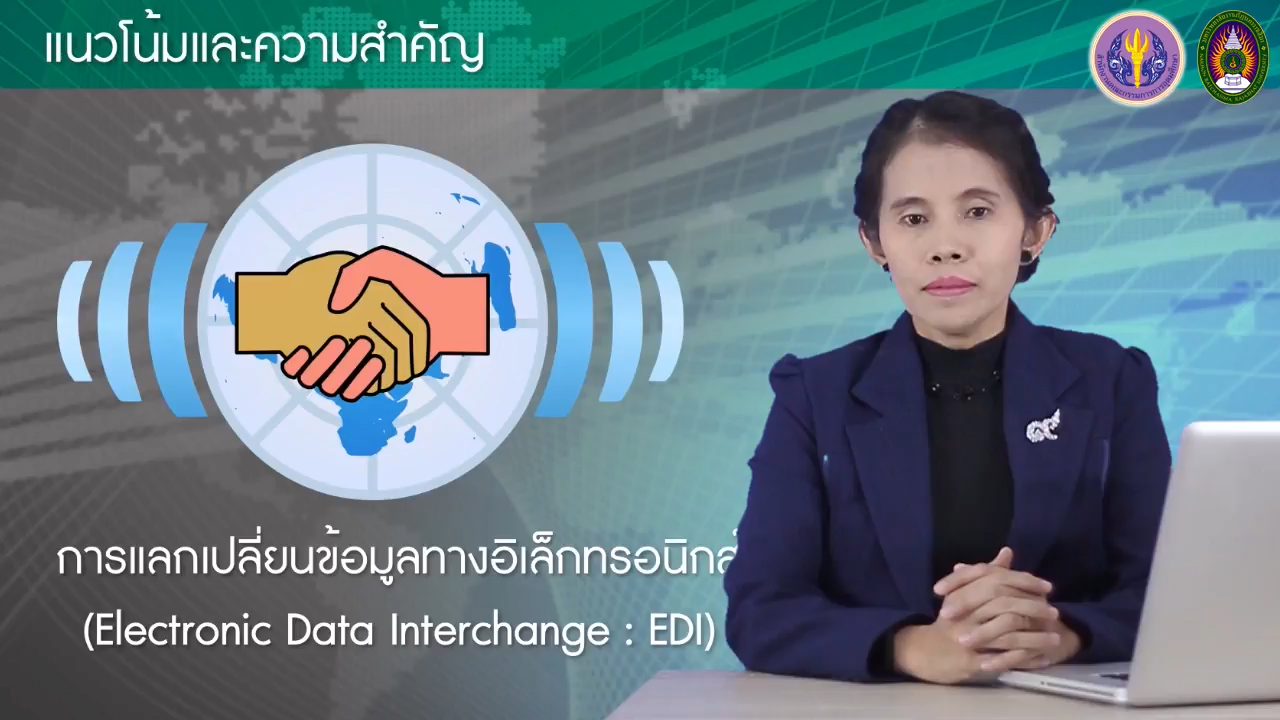 แนวโน้มและความสำคัญ
การแลกเปลี่ยนข้อมูลทางอิเล็กทรอนิกส์
(Electronic Data Interchange : EDI)